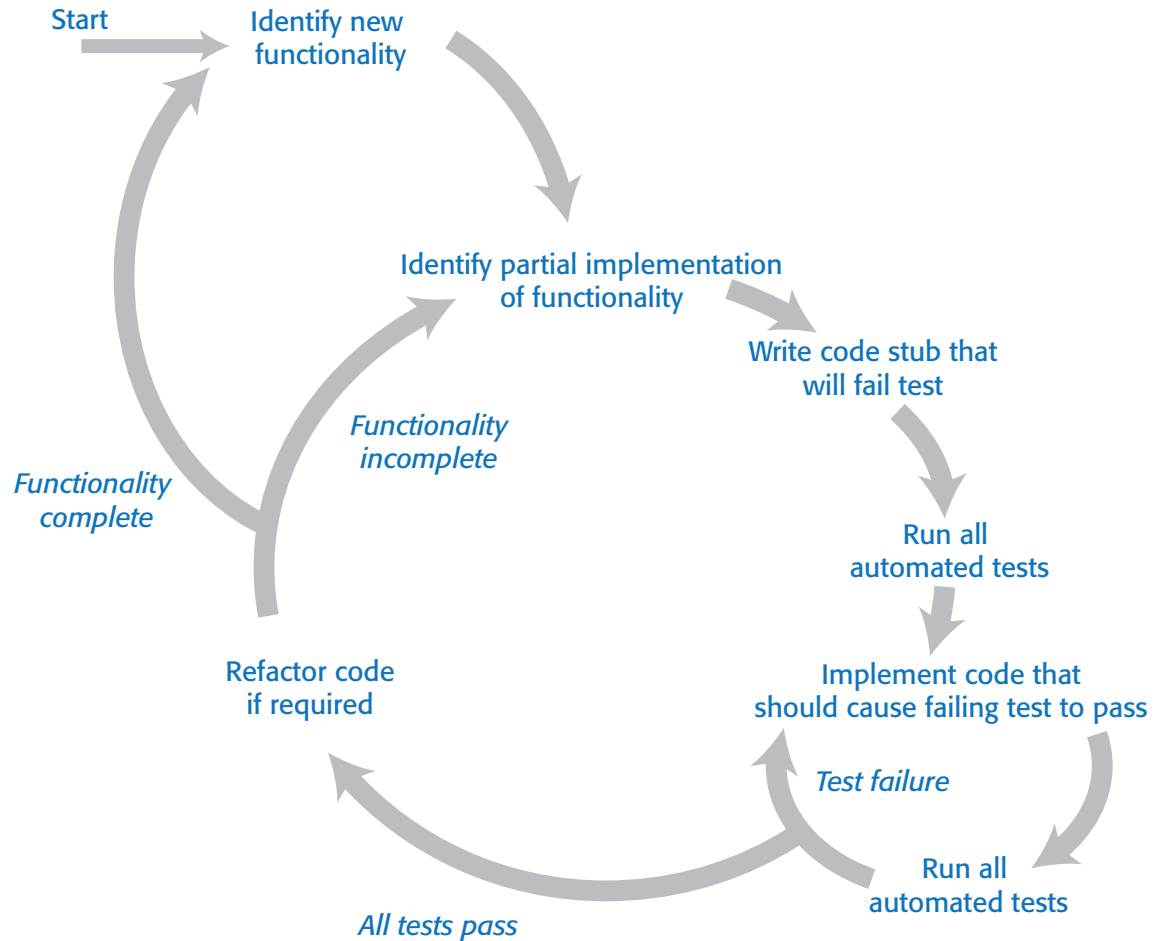 Start
Identify new
functionality
Identify partial implementation
of functionality
Write code stub that
will fail test
Functionality
incomplete
Functionality
complete
Run all
automated tests
Refactor code
if required
Implement code that
should cause failing test to pass
Test failure
Run all
automated tests
All tests pass